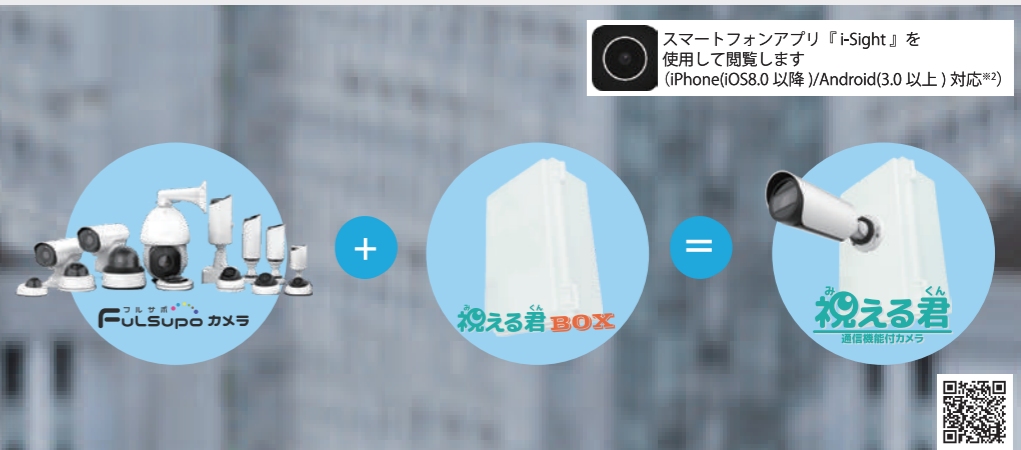 スマートフォンアプリ『 i-Sight 』を
使用して閲覧します
（iPhone(iOS8.0 以降 )/Android(3.0 以上 ) 対応※2）
+
=
フルサポ
FULSUPO カメラ
み くん
視える君 BOX
み くん
視える君
通信機能付カメラ